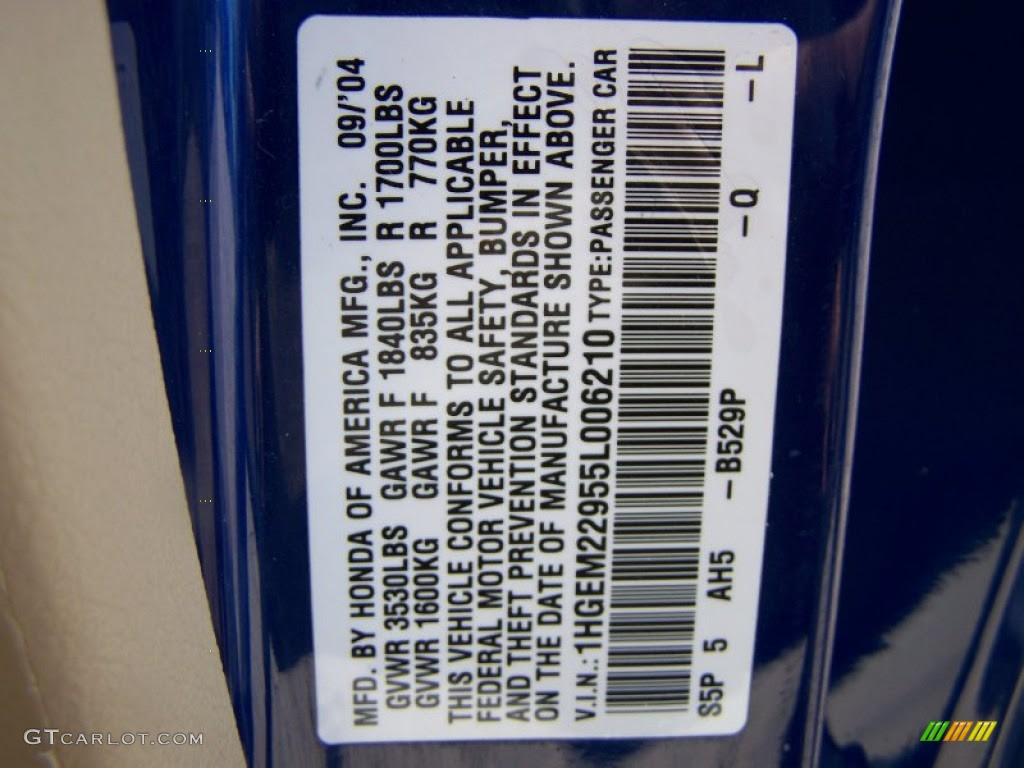 MFD. BY HONDA OF AMERICA MFG., INC. 09/'04
GVWR 3530LBS GAWR F 1840LBS R 1700LBS
GVWR 1600KG GAWR F 835KG R 770KG
THIS VEHICLE CONFORMS TO ALL APPLICABLE
FEDERAL MOTOR VEHICLE SAFETY, BUMPER,
AND THEFT PREVENTION STANDARDS IN EFFECT
ON THE DATE OF MANUFACTURE SHOWN ABOVE.
V.I.N.:1HGEM22955L006210 TYPE:PASSENGER CAR
S5P 5 AH5 -B529P -Q -L
GTCARLOT.COM